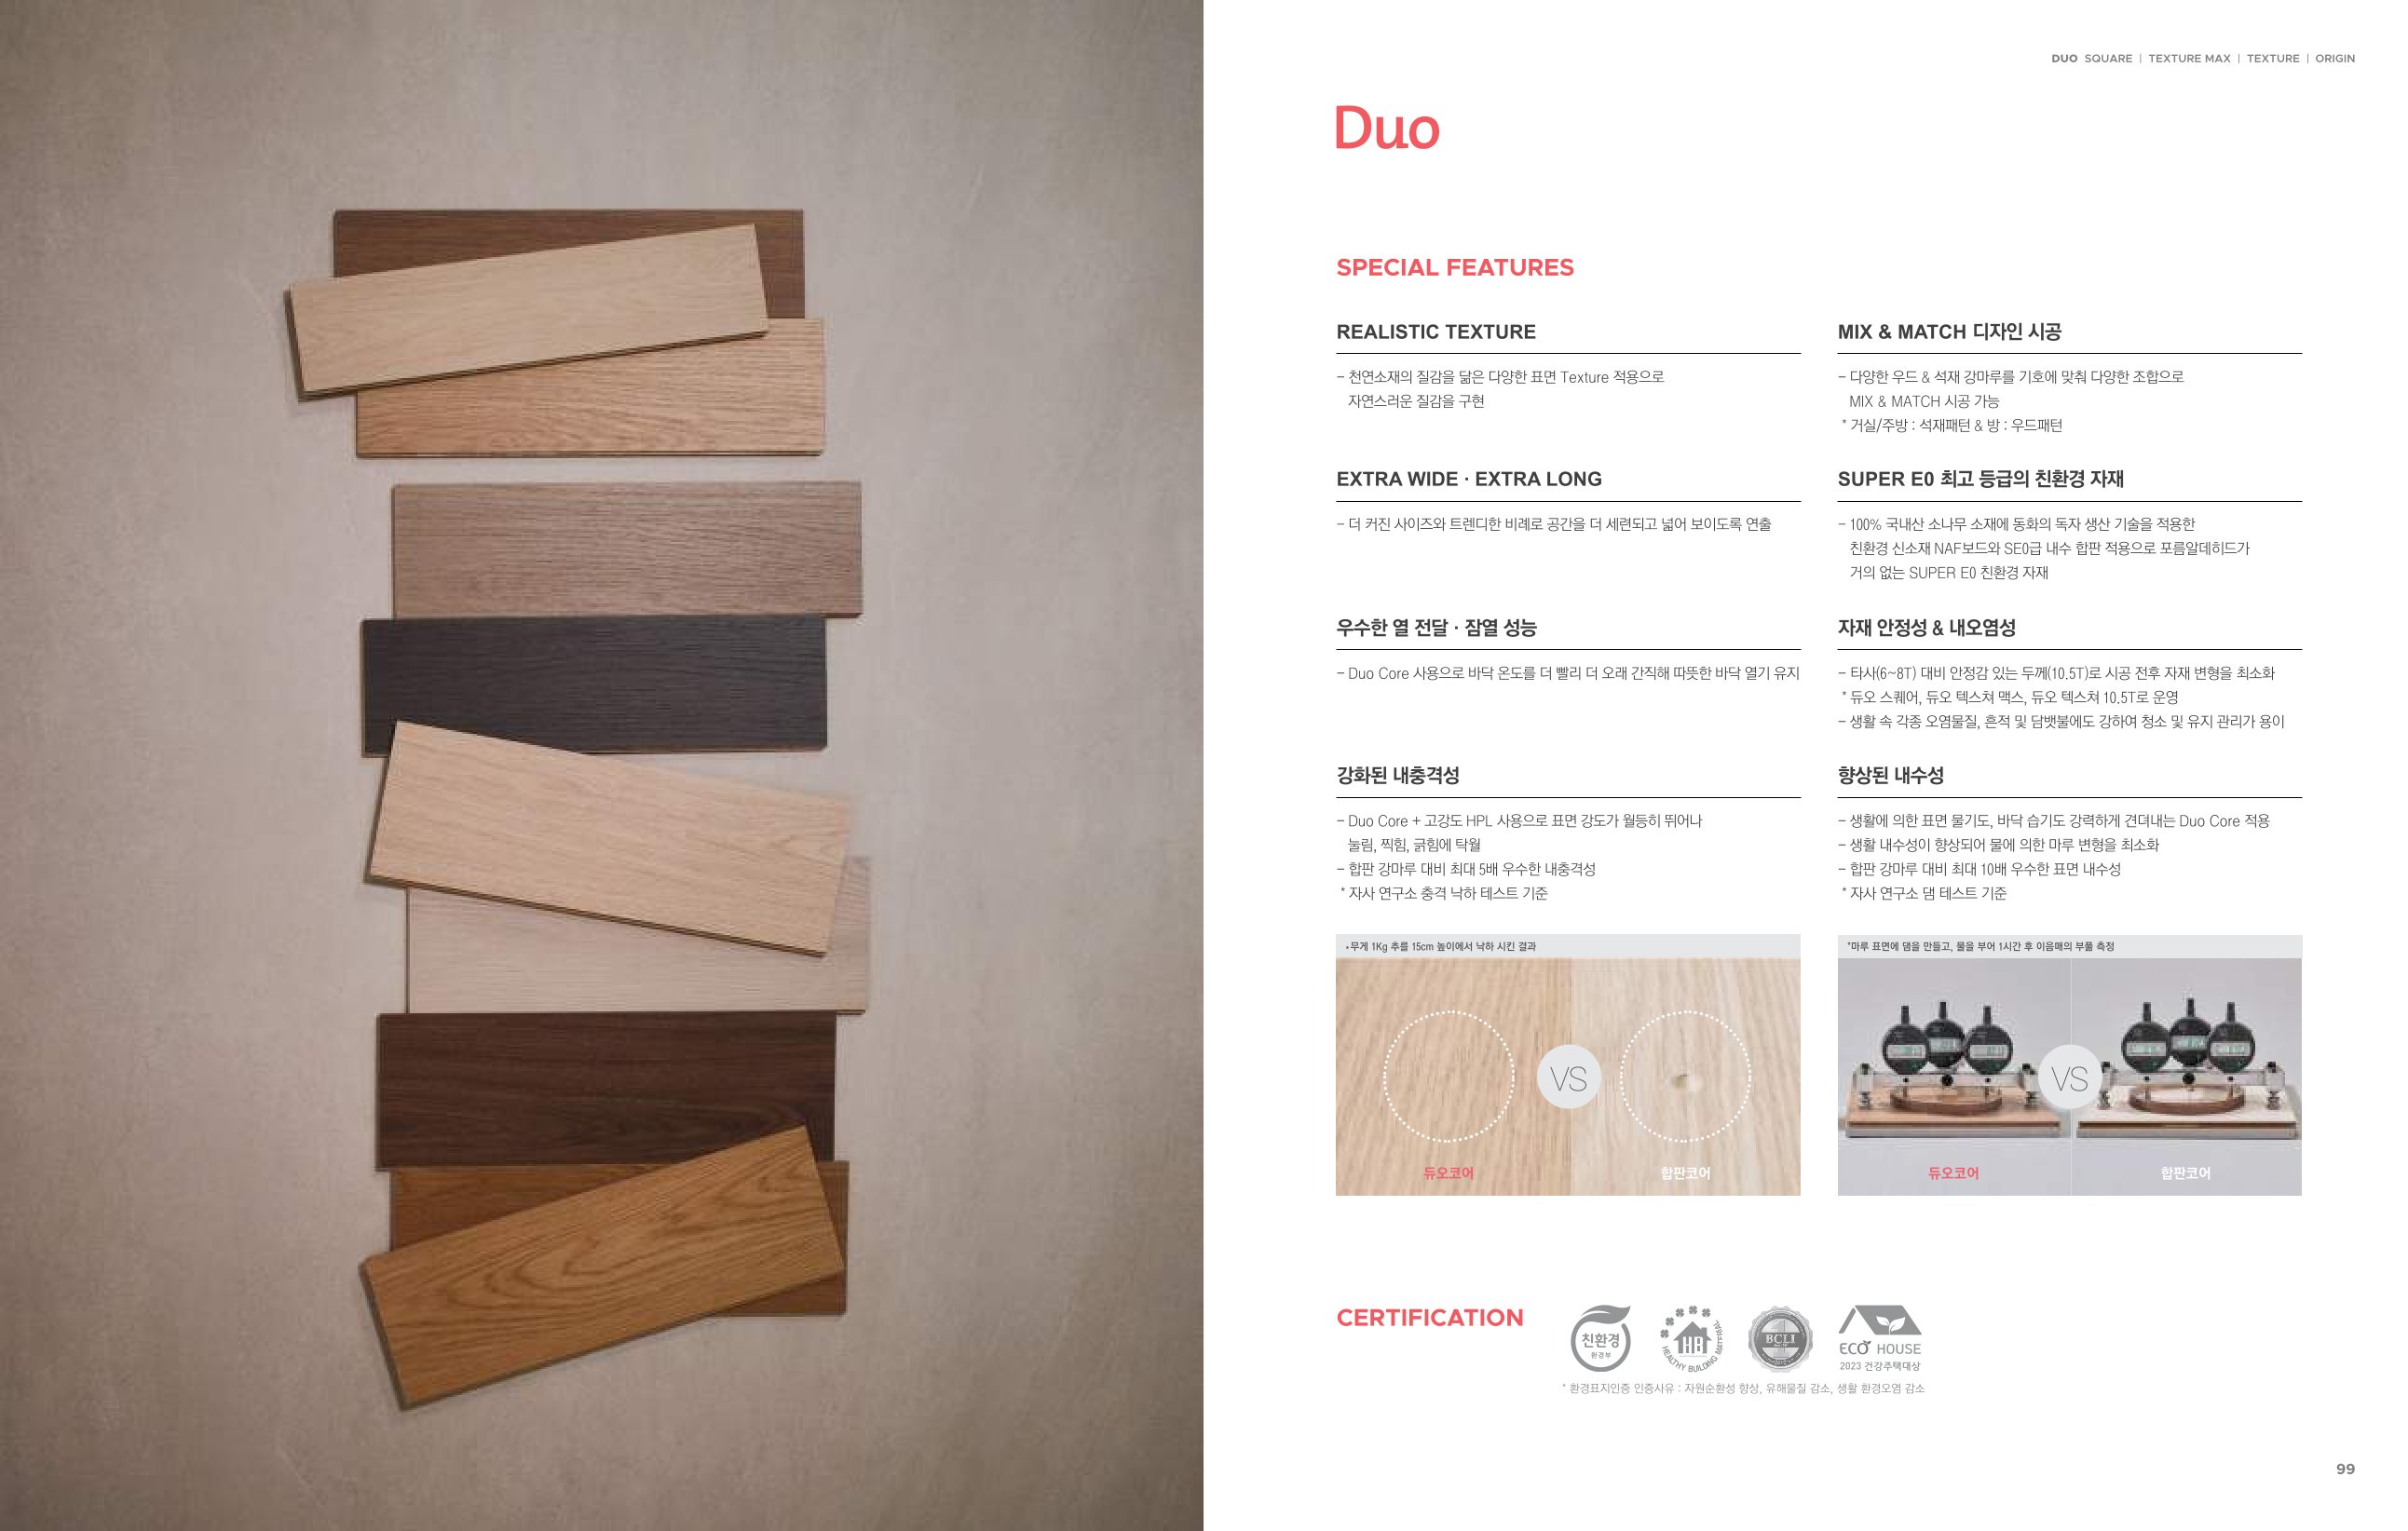 DUO SQUARE | TEXTURE MAX | TEXTURE | ORIGIN
Duo
SPECIAL FEATURES
REALISTIC TEXTURE
– 천연소재의 질감을 닮은 다양한 표면 Texture 적용으로
자연스러운 질감을 구현
MIX & MATCH 디자인 시공
– 다양한 우드 & 석재 강마루를 기호에 맞춰 다양한 조합으로
MIX & MATCH 시공 가능
* 거실/주방 : 석재패턴 & 방 : 우드패턴
EXTRA WIDE · EXTRA LONG
– 더 커진 사이즈와 트렌디한 비례로 공간을 더 세련되고 넓어 보이도록 연출
SUPER E0 최고 등급의 친환경 자재
– 100% 국내산 소나무 소재에 동화의 독자 생산 기술을 적용한
친환경 신소재 NAF보드와 SE0급 내수 합판 적용으로 포름알데히드가
거의 없는 SUPER E0 친환경 자재
우수한 열 전달 · 잠열 성능
– Duo Core 사용으로 바닥 온도를 더 빨리 더 오래 간직해 따뜻한 바닥 열기 유지
자재 안정성 & 내오염성
– 타사(6~8T) 대비 안정감 있는 두께(10.5T)로 시공 전후 자재 변형을 최소화
* 듀오 스퀘어, 듀오 텍스쳐 맥스, 듀오 텍스쳐 10.5T로 운영
– 생활 속 각종 오염물질, 흔적 및 담뱃불에도 강하여 청소 및 유지 관리가 용이
강화된 내충격성
– Duo Core + 고강도 HPL 사용으로 표면 강도가 월등히 뛰어나
눌림, 찍힘, 긁힘에 탁월
– 합판 강마루 대비 최대 5배 우수한 내충격성
* 자사 연구소 충격 낙하 테스트 기준
향상된 내수성
– 생활에 의한 표면 물기도, 바닥 습기도 강력하게 견뎌내는 Duo Core 적용
– 생활 내수성이 향상되어 물에 의한 마루 변형을 최소화
– 합판 강마루 대비 최대 10배 우수한 표면 내수성
* 자사 연구소 댐 테스트 기준
*무게 1Kg 추를 15cm 높이에서 낙하 시킨 결과
VS
듀오코어
합판코어
*마루 표면에 댐을 만들고, 물을 부어 1시간 후 이음매의 부풂 측정
VS
듀오코어
합판코어
CERTIFICATION
친환경
환경부
HB
HEALTHY BUILDING MATERIAL
BCLI
ECO HOUSE
2023 건강주택대상
* 환경표지인증 인증사유 : 자원순환성 향상, 유해물질 감소, 생활 환경오염 감소
99